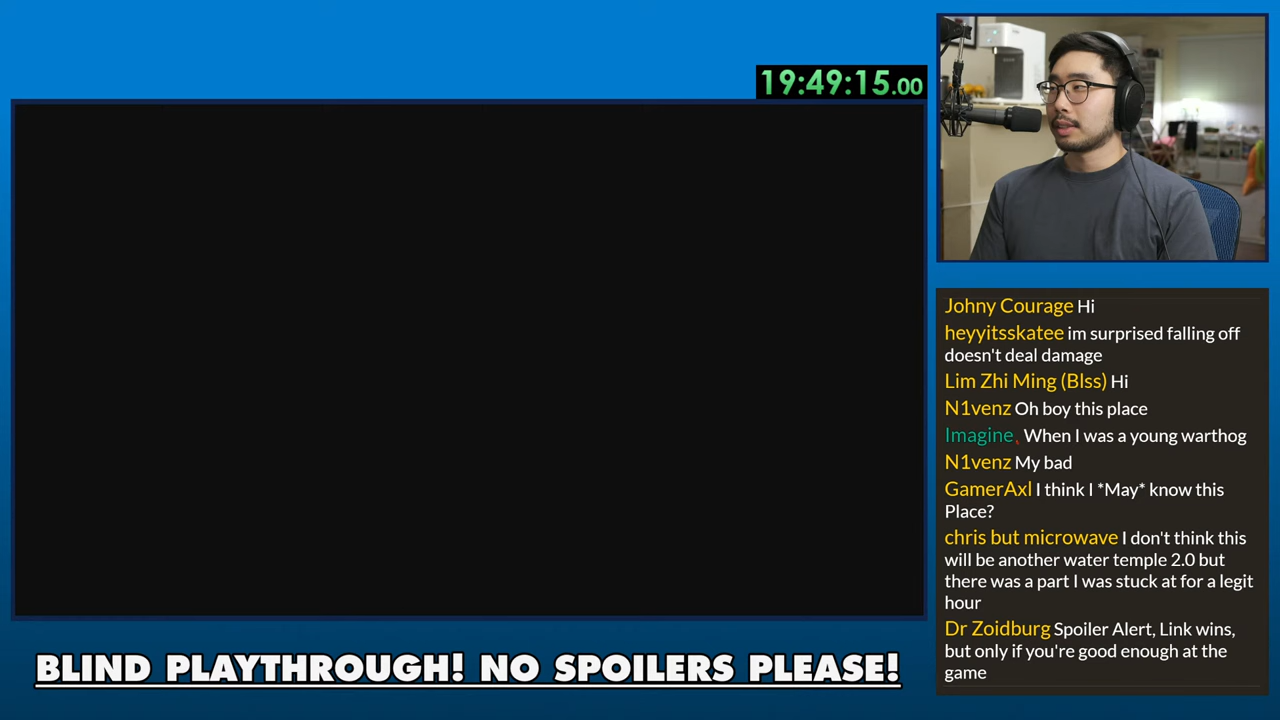 19:49:15.00
Johny Courage Hi
heyyitsskatee im surprised falling off
doesn't deal damage
Lim Zhi Ming (Blss) Hi
N1venz Oh boy this place
Imagine ͵ When I was a young warthog
N1venz My bad
GamerAxl I think I *May* know this
Place?
chris but microwave I don't think this
will be another water temple 2.0 but
there was a part I was stuck at for a legit
hour
Dr Zoidburg Spoiler Alert, Link wins,
but only if you're good enough at the
game
BLIND PLAYTHROUGH! NO SPOILERS PLEASE!